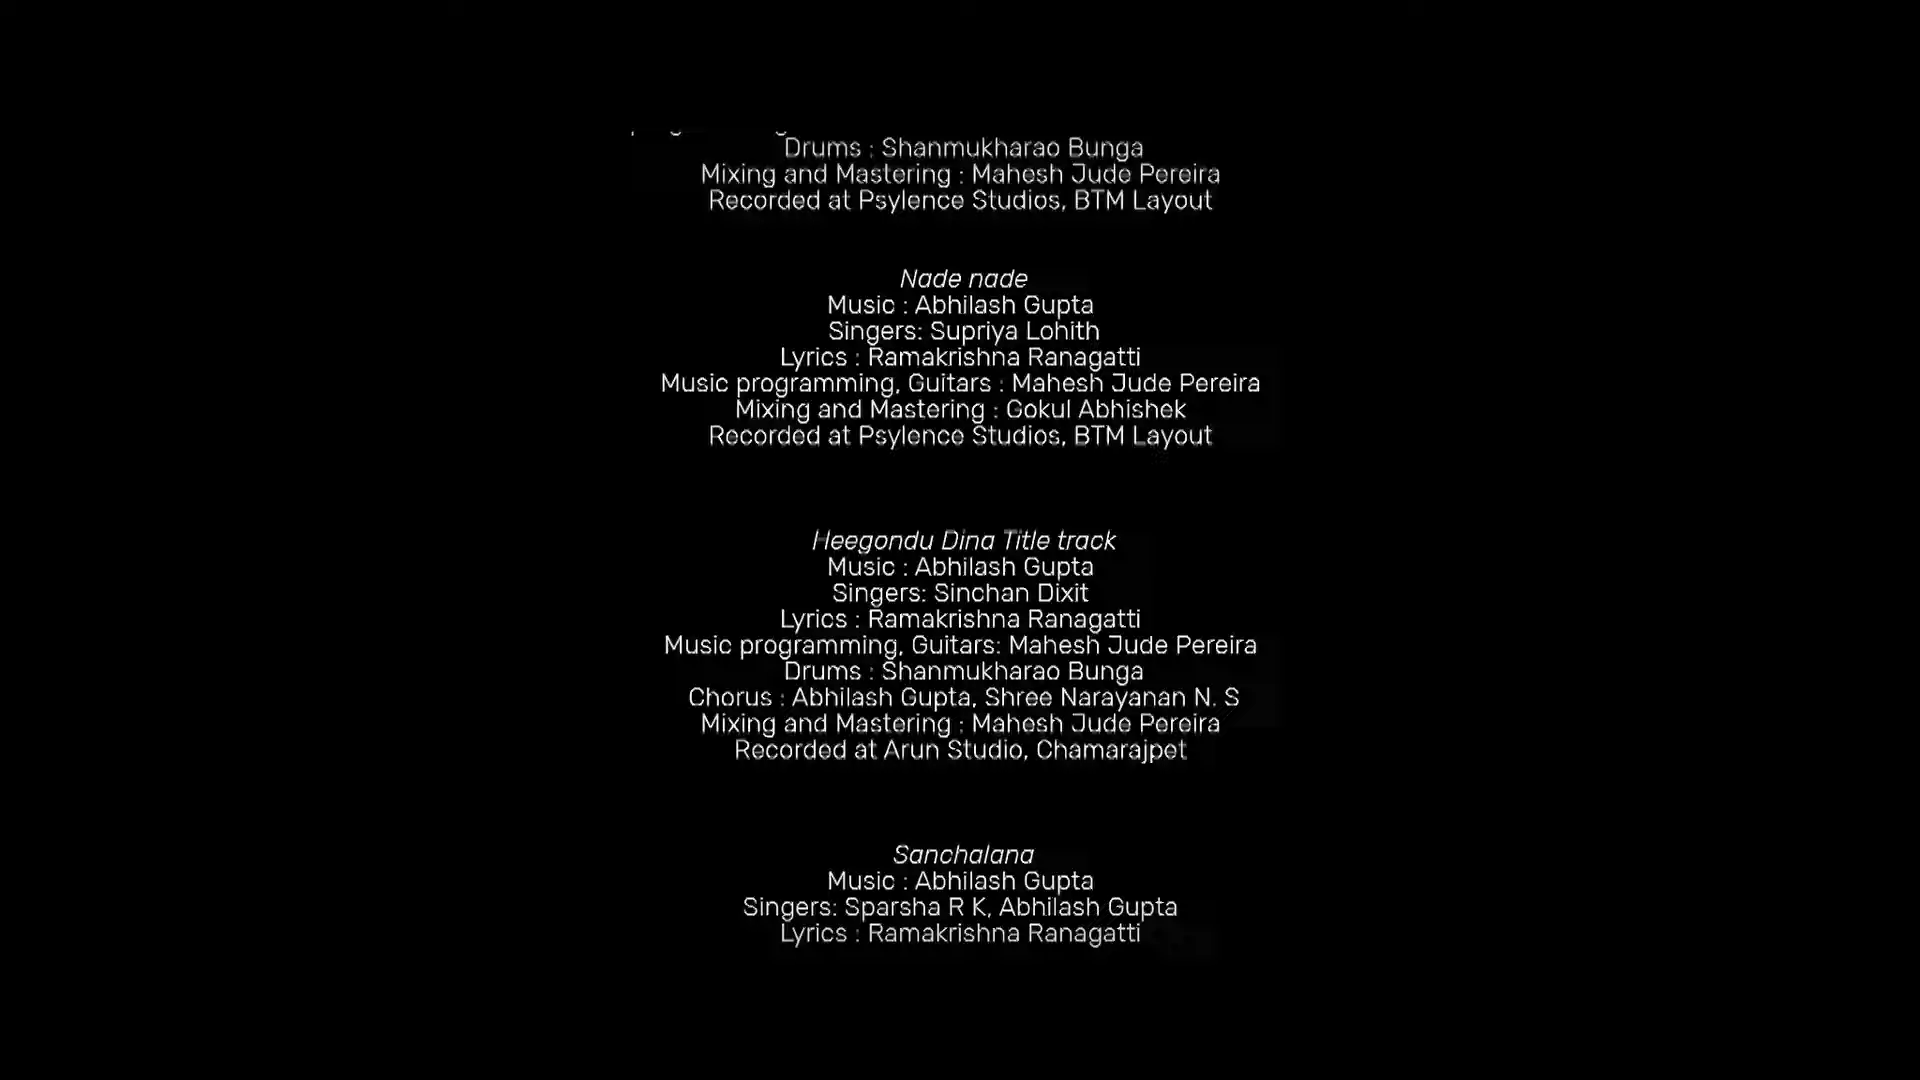 Drums : Shanmukharao Bunga
Mixing and Mastering : Mahesh Jude Pereira
Recorded at Psylence Studios, BTM Layout
Nade nade
Music : Abhilash Gupta
Singers: Supriya Lohith
Lyrics : Ramakrishna Ranagatti
Music programming, Guitars : Mahesh Jude Pereira
Mixing and Mastering : Gokul Abhishek
Recorded at Psylence Studios, BTM Layout
Heegondu Dina Title track
Music : Abhilash Gupta
Singers: Sinchan Dixit
Lyrics : Ramakrishna Ranagatti
Music programming, Guitars: Mahesh Jude Pereira
Drums : Shanmukharao Bunga
Chorus : Abhilash Gupta, Shree Narayanan N. S
Mixing and Mastering : Mahesh Jude Pereira
Recorded at Arun Studio, Chamarajpet
Sanchalana
Music : Abhilash Gupta
Singers: Sparsha R K, Abhilash Gupta
Lyrics : Ramakrishna Ranagatti